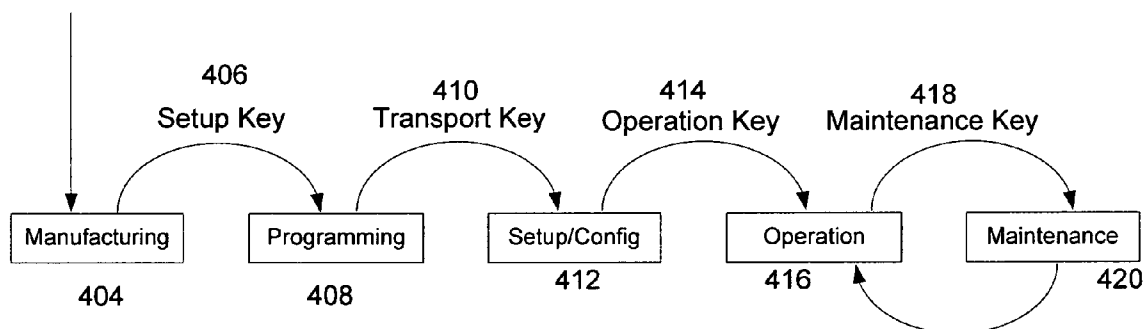 406
Setup Key
410
Transport Key
414
Operation Key
418
Maintenance Key
Manufacturing
Programming
Setup/Config
Operation
Maintenance
404
408
412
416
420